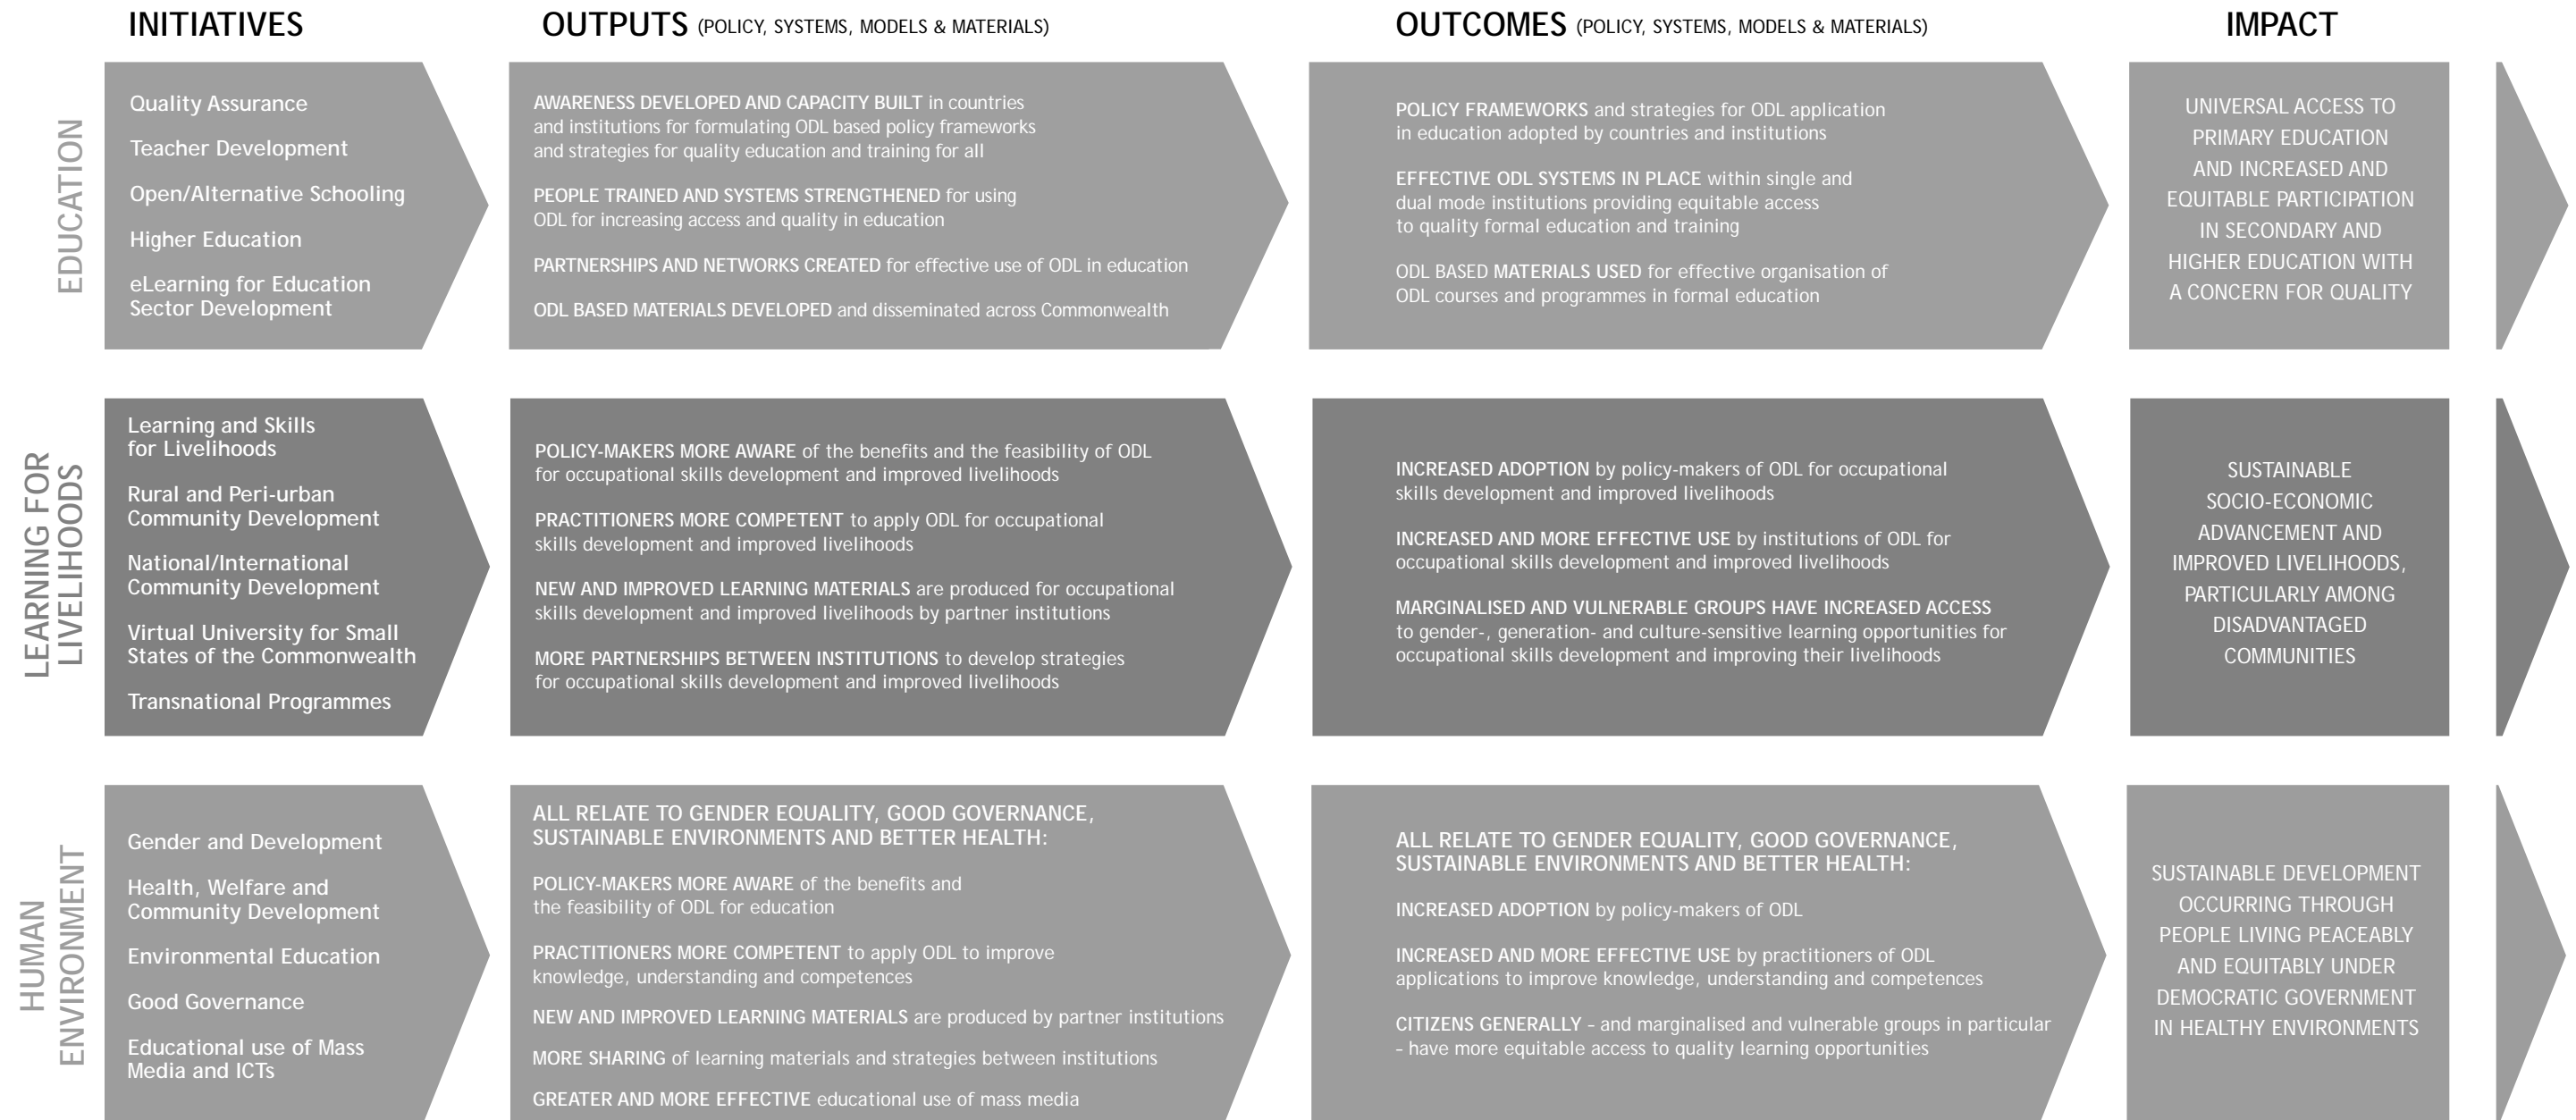 INITIATIVES
OUTPUTS (POLICY, SYSTEMS, MODELS & MATERIALS)
OUTCOMES (POLICY, SYSTEMS, MODELS & MATERIALS)
IMPACT
EDUCATION
Quality Assurance
Teacher Development
Open/Alternative Schooling
Higher Education
eLearning for Education
Sector Development
AWARENESS DEVELOPED AND CAPACITY BUILT in countries
and institutions for formulating ODL based policy frameworks
and strategies for quality education and training for all
PEOPLE TRAINED AND SYSTEMS STRENGTHENED for using
ODL for increasing access and quality in education
PARTNERSHIPS AND NETWORKS CREATED for effective use of ODL in education
ODL BASED MATERIALS DEVELOPED and disseminated across Commonwealth
POLICY FRAMEWORKS and strategies for ODL application
in education adopted by countries and institutions
EFFECTIVE ODL SYSTEMS IN PLACE within single and
dual mode institutions providing equitable access
to quality formal education and training
ODL BASED MATERIALS USED for effective organisation of
ODL courses and programmes in formal education
UNIVERSAL ACCESS TO
PRIMARY EDUCATION
AND INCREASED AND
EQUITABLE PARTICIPATION
IN SECONDARY AND
HIGHER EDUCATION WITH
A CONCERN FOR QUALITY
LEARNING FOR
LIVELIHOODS
Learning and Skills
for Livelihoods
Rural and Peri-urban
Community Development
National/International
Community Development
Virtual University for Small
States of the Commonwealth
Transnational Programmes
POLICY-MAKERS MORE AWARE of the benefits and the feasibility of ODL
for occupational skills development and improved livelihoods
PRACTITIONERS MORE COMPETENT to apply ODL for occupational
skills development and improved livelihoods
NEW AND IMPROVED LEARNING MATERIALS are produced for occupational
skills development and improved livelihoods by partner institutions
MORE PARTNERSHIPS BETWEEN INSTITUTIONS to develop strategies
for occupational skills development and improved livelihoods
INCREASED ADOPTION by policy-makers of ODL for occupational
skills development and improved livelihoods
INCREASED AND MORE EFFECTIVE USE by institutions of ODL for
occupational skills development and improved livelihoods
MARGINALISED AND VULNERABLE GROUPS HAVE INCREASED ACCESS
to gender-, generation- and culture-sensitive learning opportunities for
occupational skills development and improving their livelihoods
SUSTAINABLE
SOCIO-ECONOMIC
ADVANCEMENT AND
IMPROVED LIVELIHOODS,
PARTICULARLY AMONG
DISADVANTAGED
COMMUNITIES
HUMAN
ENVIRONMENT
Gender and Development
Health, Welfare and
Community Development
Environmental Education
Good Governance
Educational use of Mass
Media and ICTs
ALL RELATE TO GENDER EQUALITY, GOOD GOVERNANCE,
SUSTAINABLE ENVIRONMENTS AND BETTER HEALTH:
POLICY-MAKERS MORE AWARE of the benefits and
the feasibility of ODL for education
PRACTITIONERS MORE COMPETENT to apply ODL to improve
knowledge, understanding and competences
NEW AND IMPROVED LEARNING MATERIALS are produced by partner institutions
MORE SHARING of learning materials and strategies between institutions
GREATER AND MORE EFFECTIVE educational use of mass media
ALL RELATE TO GENDER EQUALITY, GOOD GOVERNANCE,
SUSTAINABLE ENVIRONMENTS AND BETTER HEALTH:
INCREASED ADOPTION by policy-makers of ODL
INCREASED AND MORE EFFECTIVE USE by practitioners of ODL
applications to improve knowledge, understanding and competences
CITIZENS GENERALLY – and marginalised and vulnerable groups in particular
– have more equitable access to quality learning opportunities
SUSTAINABLE DEVELOPMENT
OCCURRING THROUGH
PEOPLE LIVING PEACEABLY
AND EQUITABLY UNDER
DEMOCRATIC GOVERNMENT
IN HEALTHY ENVIRONMENTS